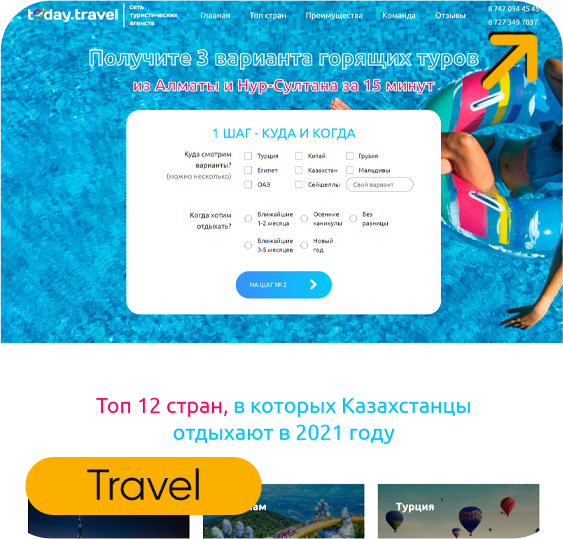 today.travel
сеть
туристических
агенств
Главная
Топ стран
Преимущества
Команда
Отзывы
8 747 094 45 45
8 727 349 7037
Получите 3 варианта горящих туров
из Алматы и Нур-Султана за 15 минут
1 ШАГ - КУДА И КОГДА
Куда смотрим
варианты?
(можно несколько)
Турция
Китай
Грузия
Египет
Казахстан
Мальдивы
ОАЭ
Сейшеллы
Свой вариант
Когда хотим
отдыхать?
Ближайшие
1-2 месяца
Осенние
каникулы
Без
разницы
Ближайшие
3-5 месяцев
Новый
год
НА ШАГ № 2
Топ 12 стран, в которых Казахстанцы
отдыхают в 2021 году
Travel
Турция